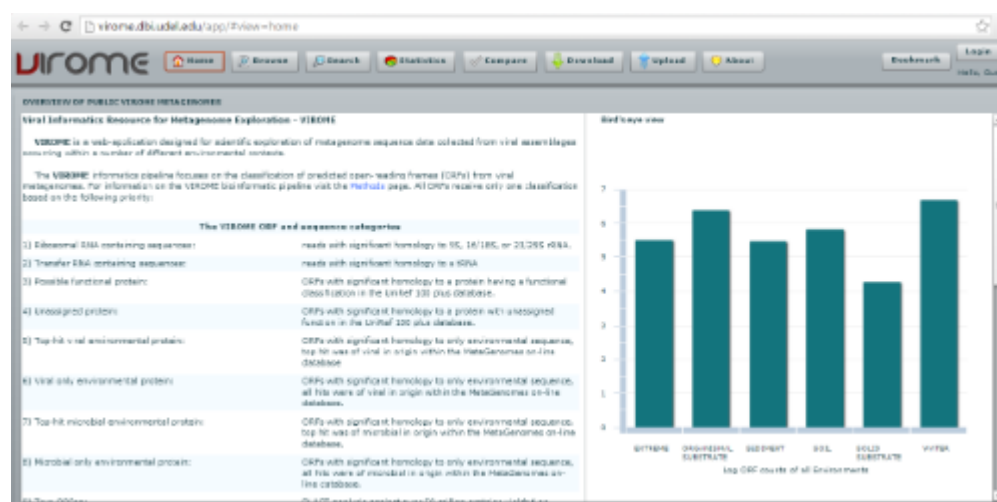 virome.dbi.udel.edu/app/#view=home
VIROME
Home
Browse
Search
Statistics
Compare
Download
Upload
About
Bookmark
Login
OVERVIEW OF PUBLIC VIROME METAGENOMES
Viral Informatics Resource for Metagenome Exploration - VIROME
Bird's eye view
VIROME is a web-application designed for scientific exploration of metagenome sequence data collected from viral assemblages
occuring within a number of different environmental contexts.
The VIROME informatics pipeline focuses on the classification of predicted open-reading frames (ORFs) from viral
metagenomes. For information on the VIROME bioinformatic pipeline visit the Methods page. All ORFs receive only one classification
based on the following priority:
The VIROME ORF and sequence categories
1) Ribosomal RNA containing sequences:
reads with significant homology to 5S, 16/18S, or 23/29S rRNA.
2) Transfer RNA containing sequences:
reads with significant homology to a tRNA
3) Possible functional protein:
ORFs with significant homology to a protein having a functional
classification in the UniRef 100 plus database.
4) Unassigned protein:
ORFs with significant homology to a protein with unassigned
function in the UniRef 100 plus database.
5) Top-hit viral environmental protein:
ORFs with significant homology to only environmental sequence,
top hit was of viral in origin within the MetaGenomes on-line
database
6) Viral only environmental protein:
ORFs with significant homology to only environmental sequence,
all hits were of viral in origin within the MetaGenomes on-line
database.
7) Top-hit microbial environmental protein:
ORFs with significant homology to only environmental sequence,
top hit was of microbial in origin within the MetaGenomes on-line
database.
8) Microbial only environmental protein:
ORFs with significant homology to only environmental sequence,
all hits were of microbial in origin within the MetaGenomes on-
line database.
7
6
5
4
3
2
1
0
EXTREME
ORGANISMAL SUBSTRATE
SEDIMENT
SOIL
SOLID SUBSTRATE
WATER
Log ORF counts of all Environments